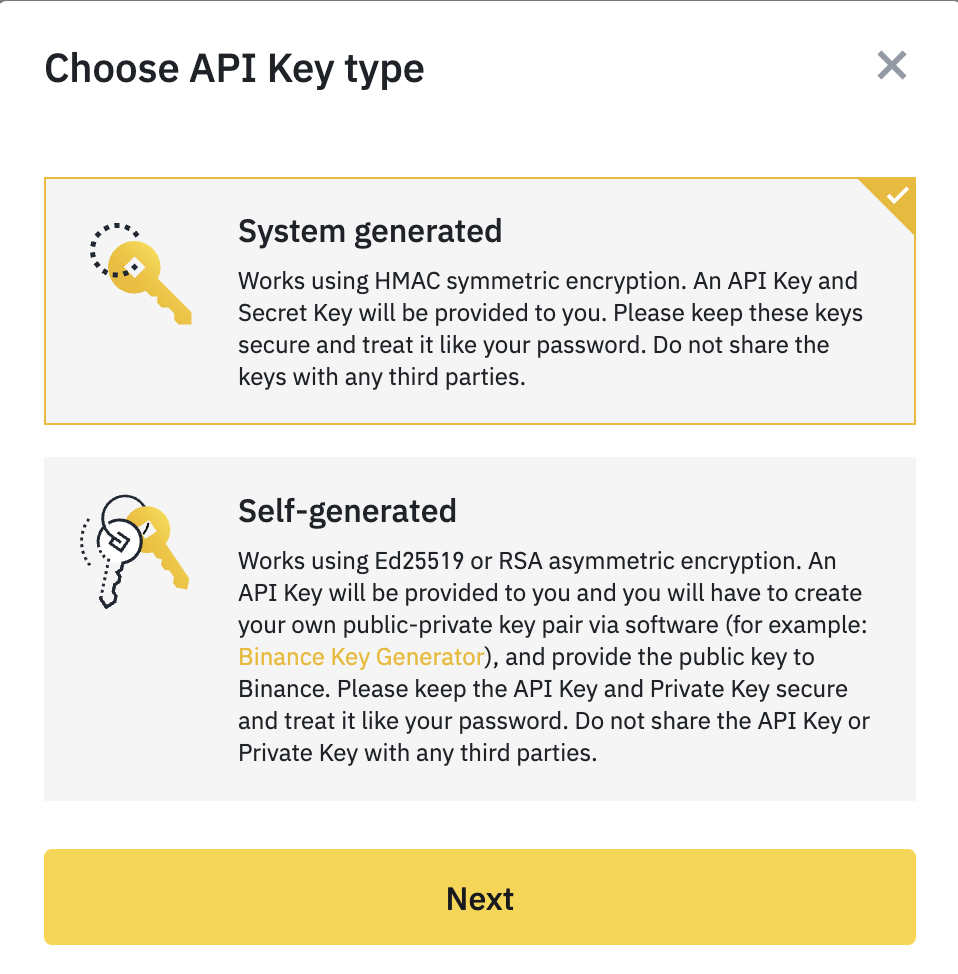 Choose API Key type
System generated
Works using HMAC symmetric encryption. An API Key and
Secret Key will be provided to you. Please keep these keys
secure and treat it like your password. Do not share the
keys with any third parties.
Self-generated
Works using Ed25519 or RSA asymmetric encryption. An
API Key will be provided to you and you will have to create
your own public-private key pair via software (for example:
Binance Key Generator), and provide the public key to
Binance. Please keep the API Key and Private Key secure
and treat it like your password. Do not share the API Key or
Private Key with any third parties.
Next